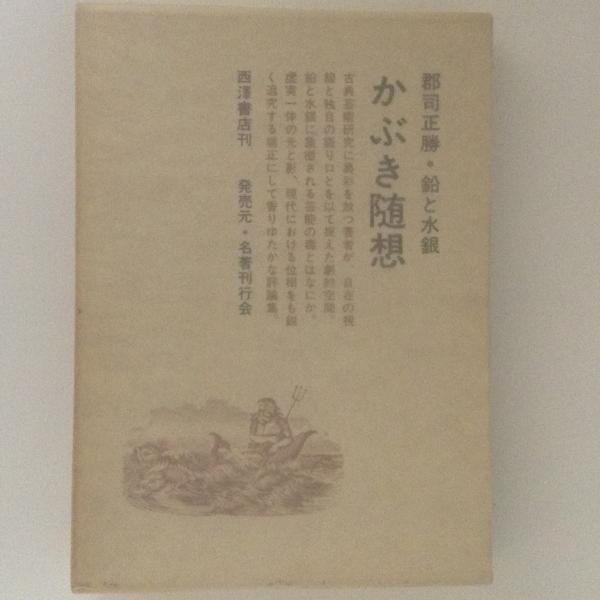 郡司正勝・鉛と水銀
かぶき随想
古典芸能研究に異彩を放つ著者が、自在の視
線と独自の語り口とを以て捉えた劇的空間。
鉛と水銀に象徴される芸能の毒とはなにか。
虚実一体の光と影、現代における位相をも鋭
く追究する端正にして香りゆたかな評論集。
西澤書店刊　発売元・名著刊行会